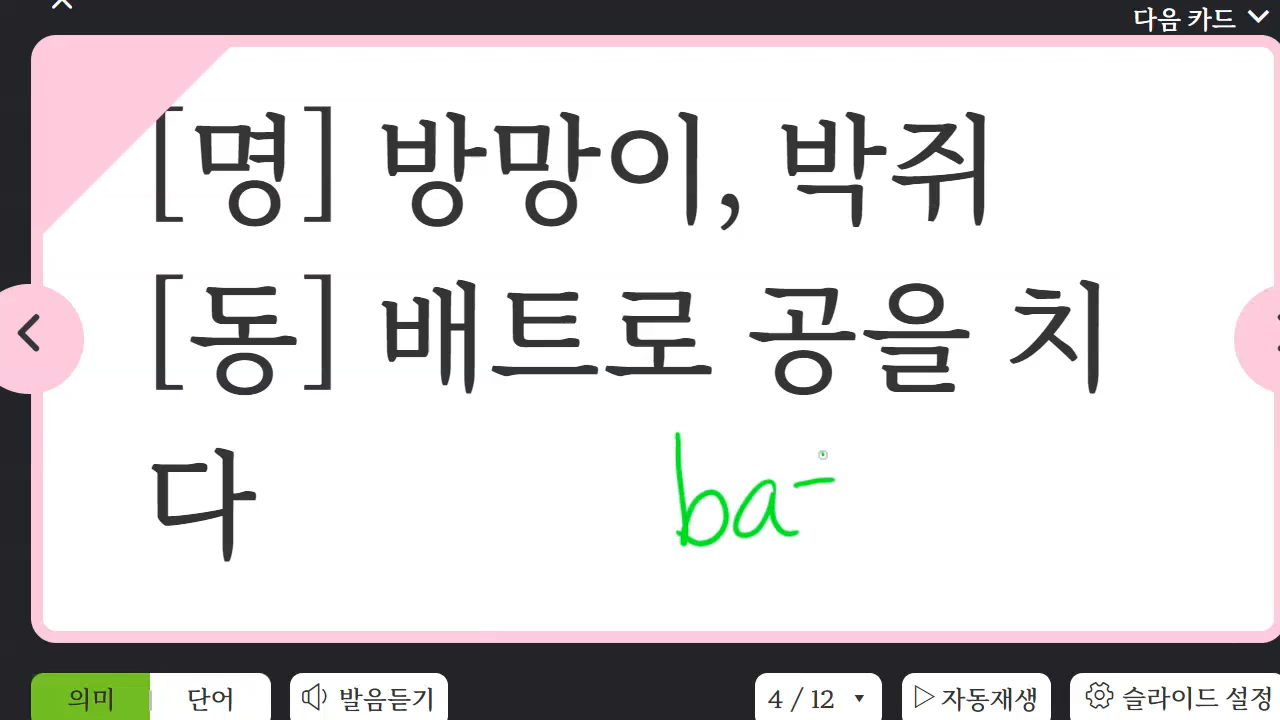 다음 카드
[명] 방망이, 박쥐
[동] 배트로 공을 치
다
ba-
의미
단어
발음듣기
4 / 12
자동재생
슬라이드 설정